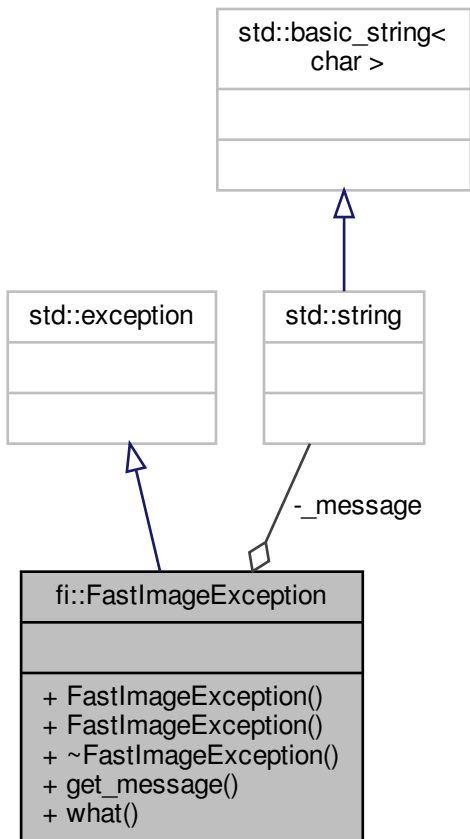 std::basic_string<
char >
std::exception
std::string
-_message
fi::FastImageException
+ FastImageException()
+ FastImageException()
+ ~FastImageException()
+ get_message()
+ what()